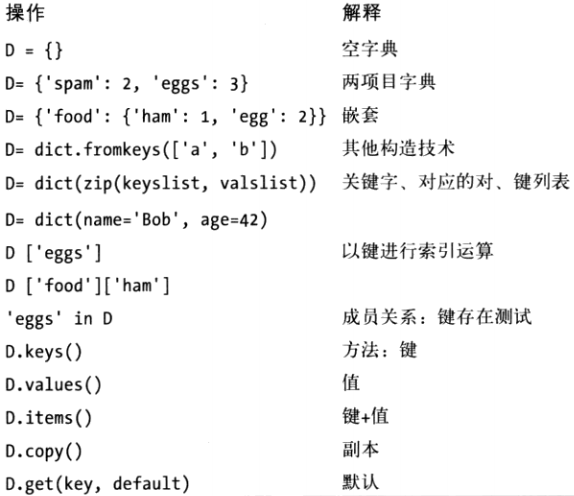 操作 解释
D = {} 空字典
D= {'spam': 2, 'eggs': 3} 两项目字典
D= {'food': {'ham': 1, 'egg': 2}} 嵌套
D= dict.fromkeys(['a', 'b']) 其他构造技术
D= dict(zip(keyslist, valslist)) 关键字、对应的对、键列表
D= dict(name='Bob', age=42)
D ['eggs'] 以键进行索引运算
D ['food']['ham']
'eggs' in D 成员关系：键存在测试
D.keys() 方法：键
D.values() 值
D.items() 键+值
D.copy() 副本
D.get(key, default) 默认